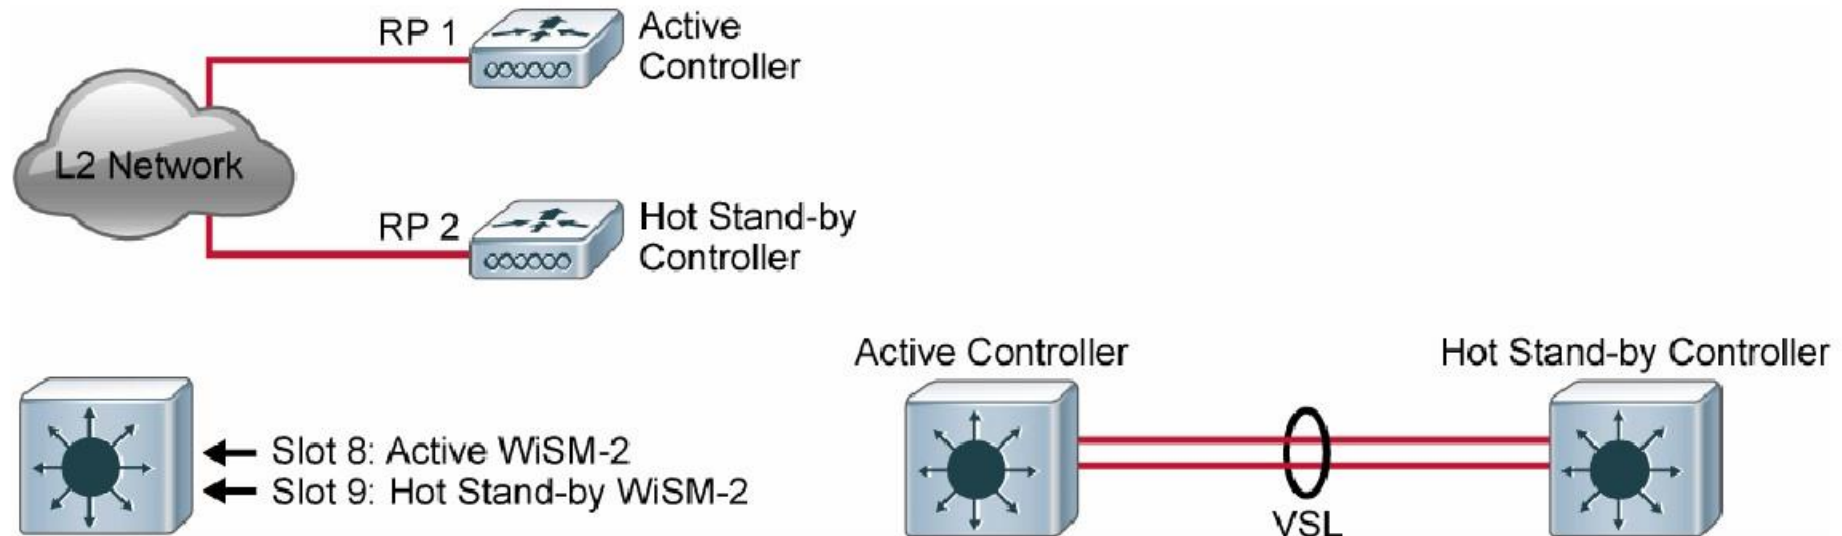 RP 1
Active
Controller
L2 Network
RP 2
Hot Stand-by
Controller
Slot 8: Active WiSM-2
Slot 9: Hot Stand-by WiSM-2
Active Controller
Hot Stand-by Controller
VSL